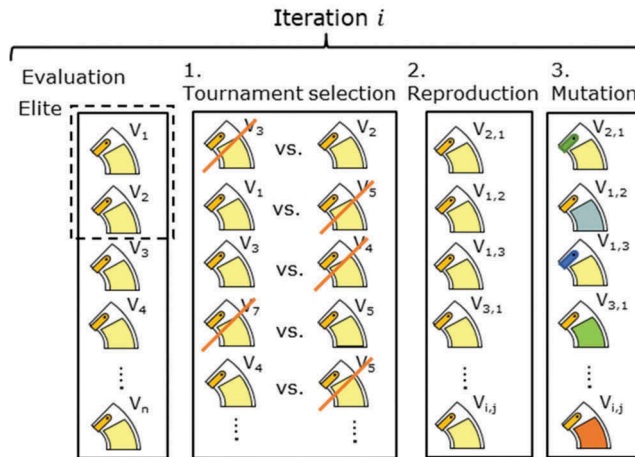 Iteration i
Evaluation
Elite
V1
V2
V3
V4
Vn
1.
Tournament selection
V3 vs. V2
V1 vs. V5
V3 vs. V4
V7 vs. V5
V4 vs. V5
2.
Reproduction
V2,1
V1,2
V1,3
V3,1
Vi,j
3.
Mutation
V2,1
V1,2
V1,3
V3,1
Vi,j